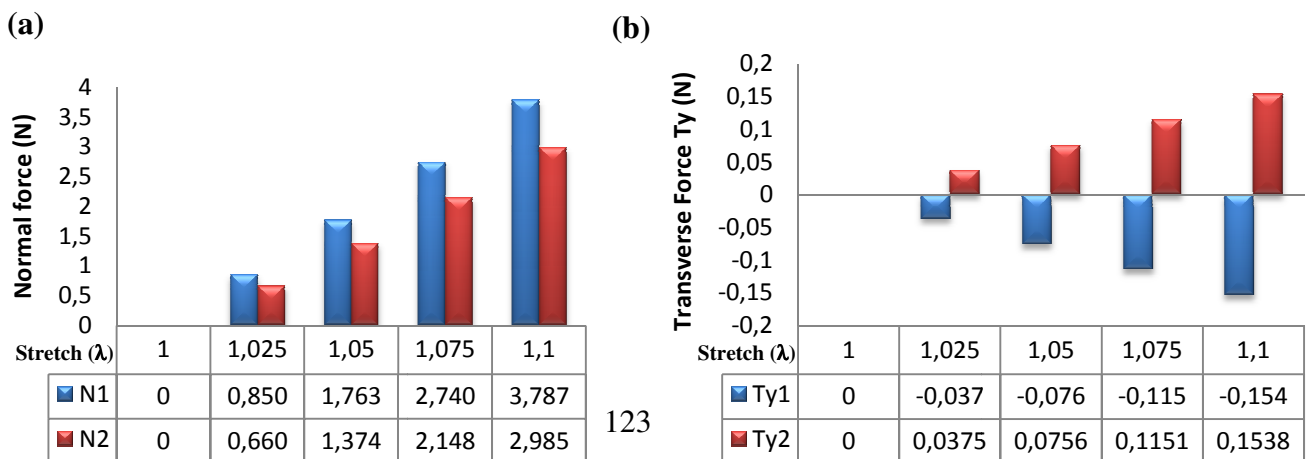 (a)
Normal force (N)
4
3,5
3
2,5
2
1,5
1
0,5
0
Stretch (λ) 1 1,025 1,05 1,075 1,1
N1 0 0,850 1,763 2,740 3,787
N2 0 0,660 1,374 2,148 2,985
123
(b)
Transverse Force Ty (N)
0,2
0,15
0,1
0,05
0
-0,05
-0,1
-0,15
-0,2
Stretch (λ) 1 1,025 1,05 1,075 1,1
Ty1 0 -0,037 -0,076 -0,115 -0,154
Ty2 0 0,0375 0,0756 0,1151 0,1538